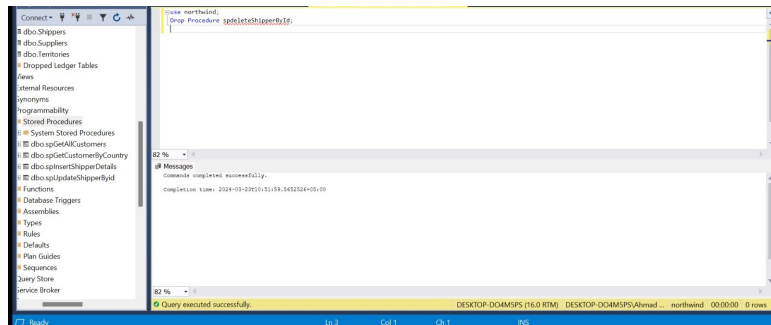 Connect
dbo.Shippers
dbo.Suppliers
dbo.Territories
Dropped Ledger Tables
Views
External Resources
Synonyms
Programmability
Stored Procedures
System Stored Procedures
dbo.spGetAllCustomers
dbo.spGetCustomerByCountry
dbo.spInsertShipperDetails
dbo.spUpdateShipperByid
Functions
Database Triggers
Assemblies
Types
Rules
Defaults
Plan Guides
Sequences
Query Store
Service Broker
use northwind;
Drop Procedure spdeleteShipperById;
82 %
Messages
Commands completed successfully.
Completion time: 2024-03-23T10:51:59.5652526+05:00
82 %
Query executed successfully.
DESKTOP-DO4M5PS (16.0 RTM) DESKTOP-DO4M5PS\Ahmad ... northwind 00:00:00 0 rows
Ready Ln 3 Col 1 Ch 1 INS